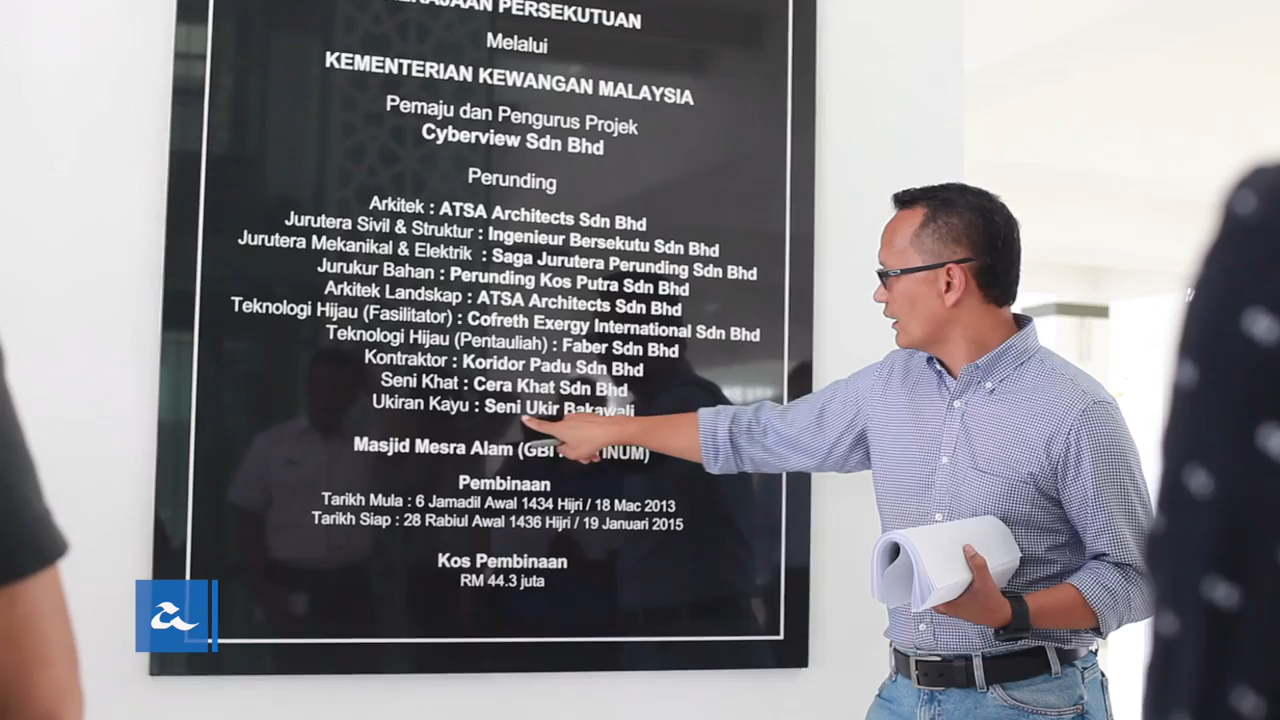 PERSEKUTUAN
Melalui
KEMENTERIAN KEWANGAN MALAYSIA
Pemaju dan Pengurus Projek
Cyberview Sdn Bhd
Perunding
Arkitek : ATSA Architects Sdn Bhd
Jurutera Sivil & Struktur : Ingenieur Bersekutu Sdn Bhd
Jurutera Mekanikal & Elektrik : Saga Jurutera Perunding Sdn Bhd
Jurukur Bahan : Perunding Kos Putra Sdn Bhd
Arkitek Landskap : ATSA Architects Sdn Bhd
Teknologi Hijau (Fasilitator) : Cofreth Exergy International Sdn Bhd
Teknologi Hijau (Pentauliah) : Faber Sdn Bhd
Kontraktor : Koridor Padu Sdn Bhd
Seni Khat : Cera Khat Sdn Bhd
Ukiran Kayu : Seni Ukir Bakawali
Masjid Mesra Alam (GBI
Pembinaan
Tarikh Mula : 6 Jamadil Awal 1434 Hijri / 18 Mac 2013
Tarikh Siap : 28 Rabiul Awal 1436 Hijri / 19 Januari 2015
Kos Pembinaan
RM 44.3 juta